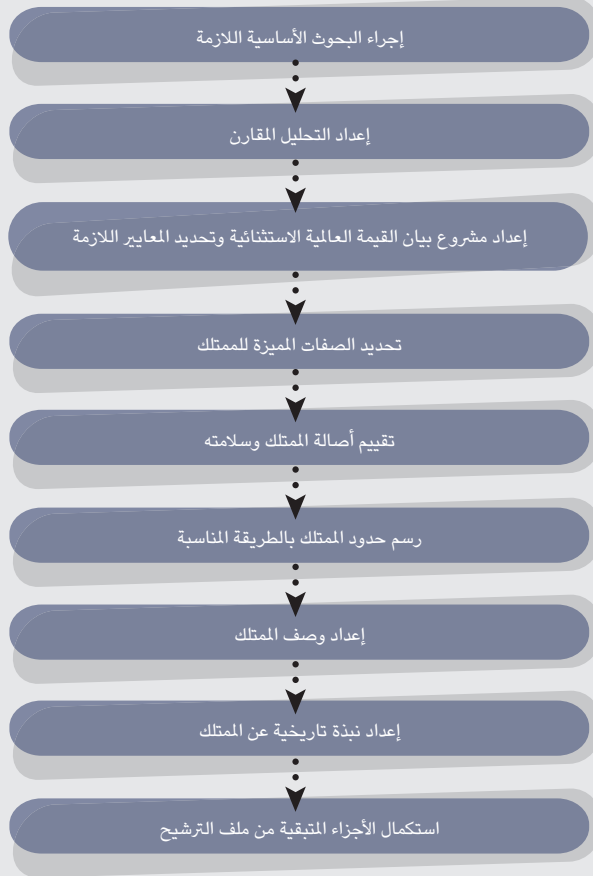 إجراء البحوث الأساسية اللازمة
إعداد التحليل المقارن
إعداد مشروع بيان القيمة العالمية الاستثنائية وتحديد المعايير اللازمة
تحديد الصفات المميزة للممتلك
تقييم أصالة الممتلك وسلامته
رسم حدود الممتلك بالطريقة المناسبة
إعداد وصف الممتلك
إعداد نبذة تاريخية عن الممتلك
استكمال الأجزاء المتبقية من ملف الترشيح